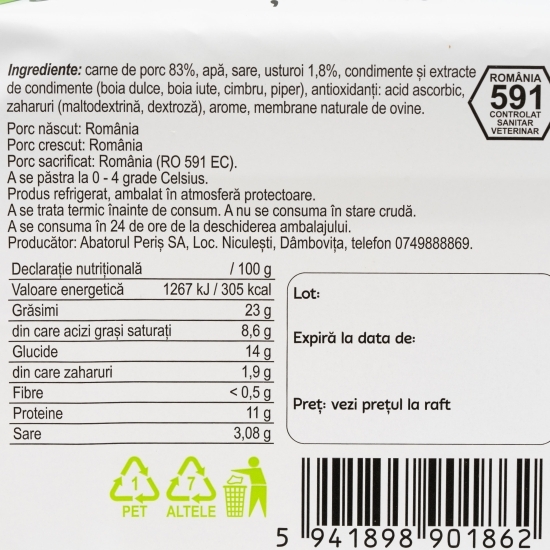 Ingrediente: carne de porc 83%, apă, sare, usturoi 1,8%, condimente și extracte
de condimente (boia dulce, boia iute, cimbru, piper), antioxidanți: acid ascorbic,
zaharuri (maltodextrină, dextroză), arome, membrane naturale de ovine.
ROMÂNIA
591
CONTROLAT
SANITAR
VETERINAR
Porc născut: România
Porc crescut: România
Porc sacrificat: România (RO 591 EC).
A se păstra la 0 - 4 grade Celsius.
Produs refrigerat, ambalat în atmosferă protectoare.
A se trata termic înainte de consum. A nu se consuma în stare crudă.
A se consuma în 24 de ore de la deschiderea ambalajului.
Producător: Abatorul Periș SA, Loc. Niculești, Dâmbovița, telefon 0749888869.
Declarație nutrițională / 100 g
Valoare energetică 1267 kJ / 305 kcal
Grăsimi 23 g
din care acizi grași saturați 8,6 g
Glucide 14 g
din care zaharuri 1,9 g
Fibre < 0,5 g
Proteine 11 g
Sare 3,08 g
Lot:
Expiră la data de:
Preț: vezi prețul la raft
1
PET
7
ALTELE
5 941898 901862